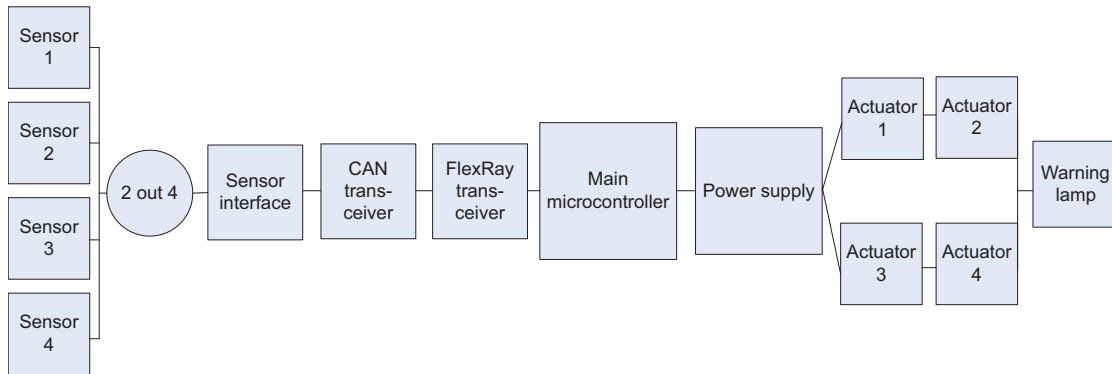 Sensor
1
Sensor
2
Sensor
3
Sensor
4
2 out 4
Sensor
interface
CAN
trans-
ceiver
FlexRay
trans-
ceiver
Main
microcontroller
Power supply
Actuator
1
Actuator
2
Actuator
3
Actuator
4
Warning
lamp